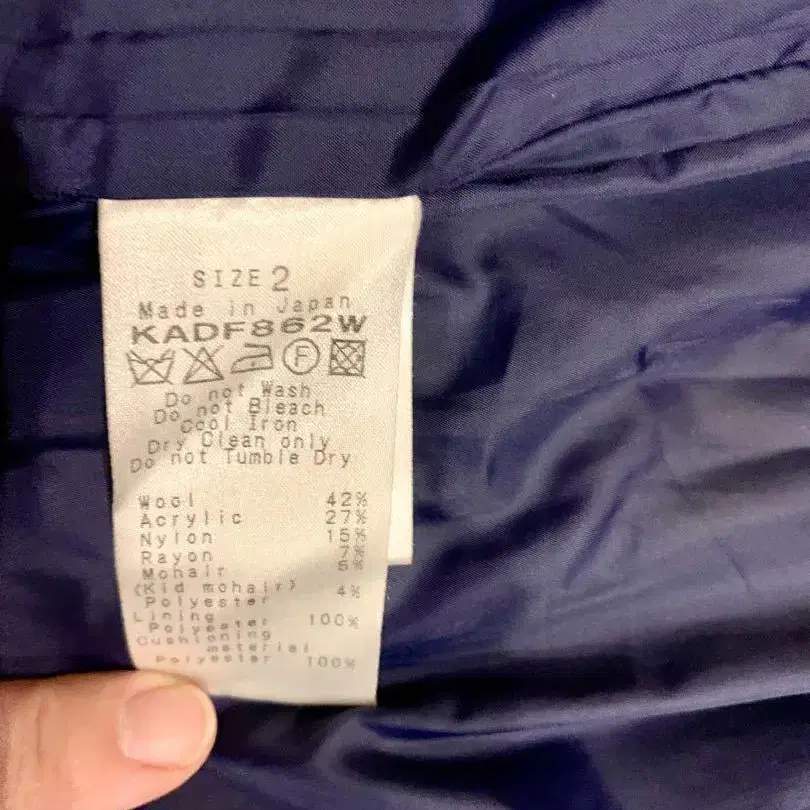 SIZE 2
Made in Japan
KADF862W
F
Do not Wash
Do not Bleach
Cool Iron
Dry Clean only
Do not Tumble Dry
Wool 42%
Acrylic 27%
Nylon 15%
Rayon 7%
Mohair 5%
(Kid mohair)
Polyester 4%
Lining
Polyester 100%
Cushioning
material
Polyester 100%